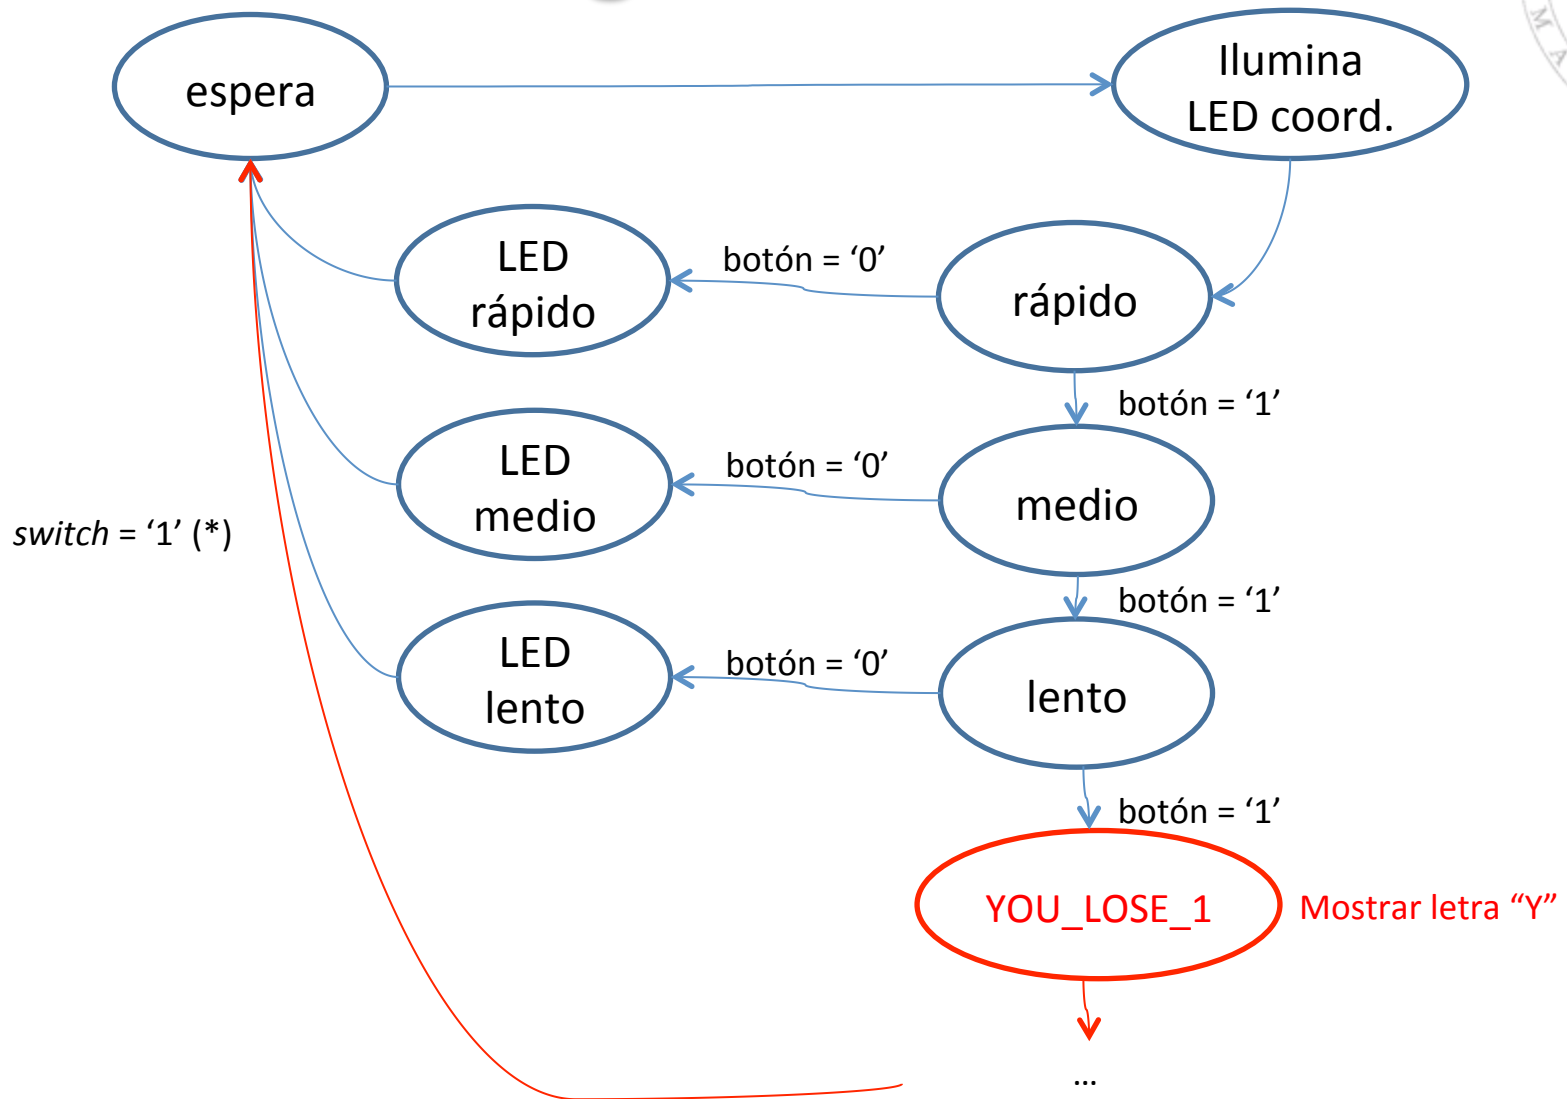 espera
Ilumina
LED coord.
LED
rápido
botón = ‘0’
rápido
botón = ‘1’
LED
medio
botón = ‘0’
medio
switch = ‘1’ (*)
botón = ‘1’
LED
lento
botón = ‘0’
lento
botón = ‘1’
YOU_LOSE_1
Mostrar letra “Y”
...
M A